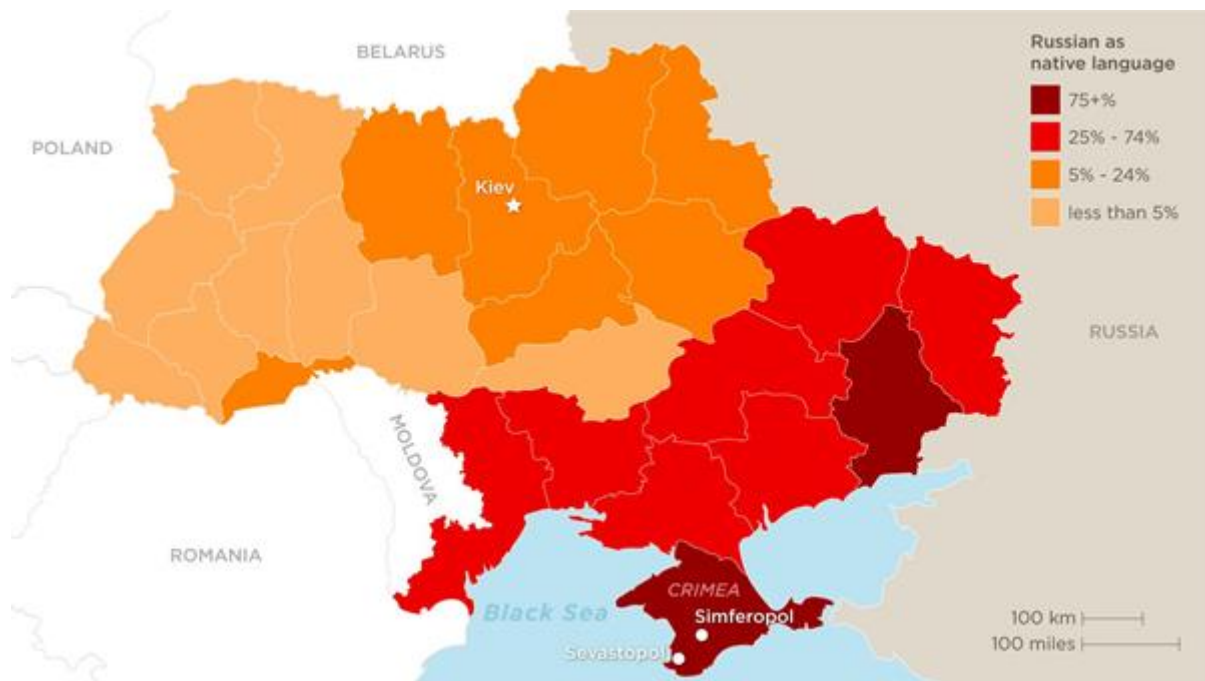 Russian as
native language
75+%
25% - 74%
5% - 24%
less than 5%
BELARUS
POLAND
Kiev
RUSSIA
MOLDOVA
ROMANIA
CRIMEA
Black Sea
Simferopol
Sevastopol
100 km
100 miles